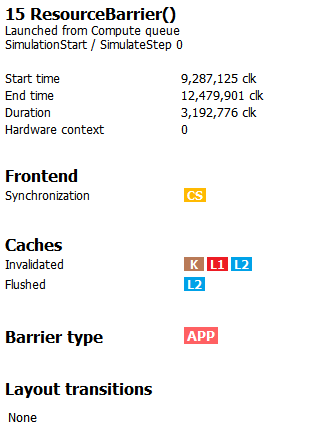 15 ResourceBarrier()
Launched from Compute queue
SimulationStart / SimulateStep 0
Start time 9,287,125 clk
End time 12,479,901 clk
Duration 3,192,776 clk
Hardware context 0
Frontend
Synchronization CS
Caches
Invalidated K L1 L2
Flushed L2
Barrier type APP
Layout transitions
None